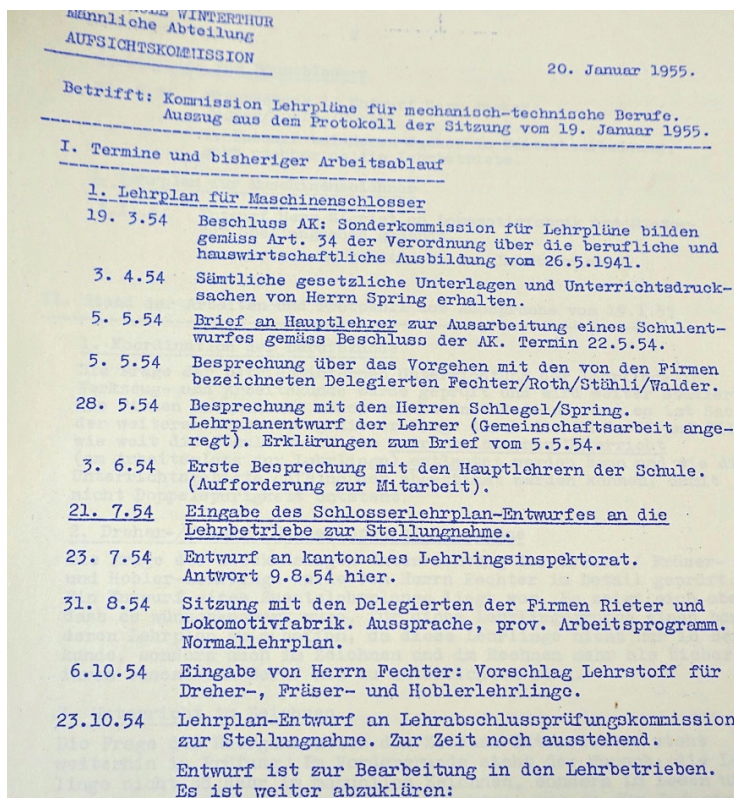 WINTERTHUR
Männliche Abteilung
AUFSICHTSKOMMISSION
20. Januar 1955.
Betrifft: Kommission Lehrpläne für mechanisch-technische Berufe.
Auszug aus dem Protokoll der Sitzung vom 19. Januar 1955.
I. Termine und bisheriger Arbeitsablauf
1. Lehrplan für Maschinenschlosser
19. 3.54 Beschluss AK: Sonderkommission für Lehrpläne bilden
gemäss Art. 34 der Verordnung über die berufliche und
hauswirtschaftliche Ausbildung von 26.5.1941.
3. 4.54 Sämtliche gesetzliche Unterlagen und Unterrichtsdruck-
sachen von Herrn Spring erhalten.
5. 5.54 Brief an Hauptlehrer zur Ausarbeitung eines Schulent-
wurfes gemäss Beschluss der AK. Termin 22.5.54.
5. 5.54 Besprechung über das Vorgehen mit den von den Firmen
bezeichneten Delegierten Fechter/Roth/Stähli/Walder.
28. 5.54 Besprechung mit den Herren Schlegel/Spring.
Lehrplanentwurf der Lehrer (Gemeinschaftsarbeit ange-
regt). Erklärungen zum Brief vom 5.5.54.
3. 6.54 Erste Besprechung mit den Hauptlehrern der Schule.
(Aufforderung zur Mitarbeit).
21. 7.54 Eingabe des Schlosserlehrplan-Entwurfes an die
Lehrbetriebe zur Stellungnahme.
23. 7.54 Entwurf an kantonales Lehrlingsinspektorat.
Antwort 9.8.54 hier.
31. 8.54 Sitzung mit den Delegierten der Firmen Rieter und
Lokomotivfabrik. Aussprache, prov. Arbeitsprogramm.
Normallehrplan.
6.10.54 Eingabe von Herrn Fechter: Vorschlag Lehrstoff für
Dreher-, Fräser- und Hoblerlehrlinge.
23.10.54 Lehrplan-Entwurf an Lehrabschlussprüfungskommission
zur Stellungnahme. Zur Zeit noch ausstehend.
Entwurf ist zur Bearbeitung in den Lehrbetrieben.
Es ist weiter abzuklären: